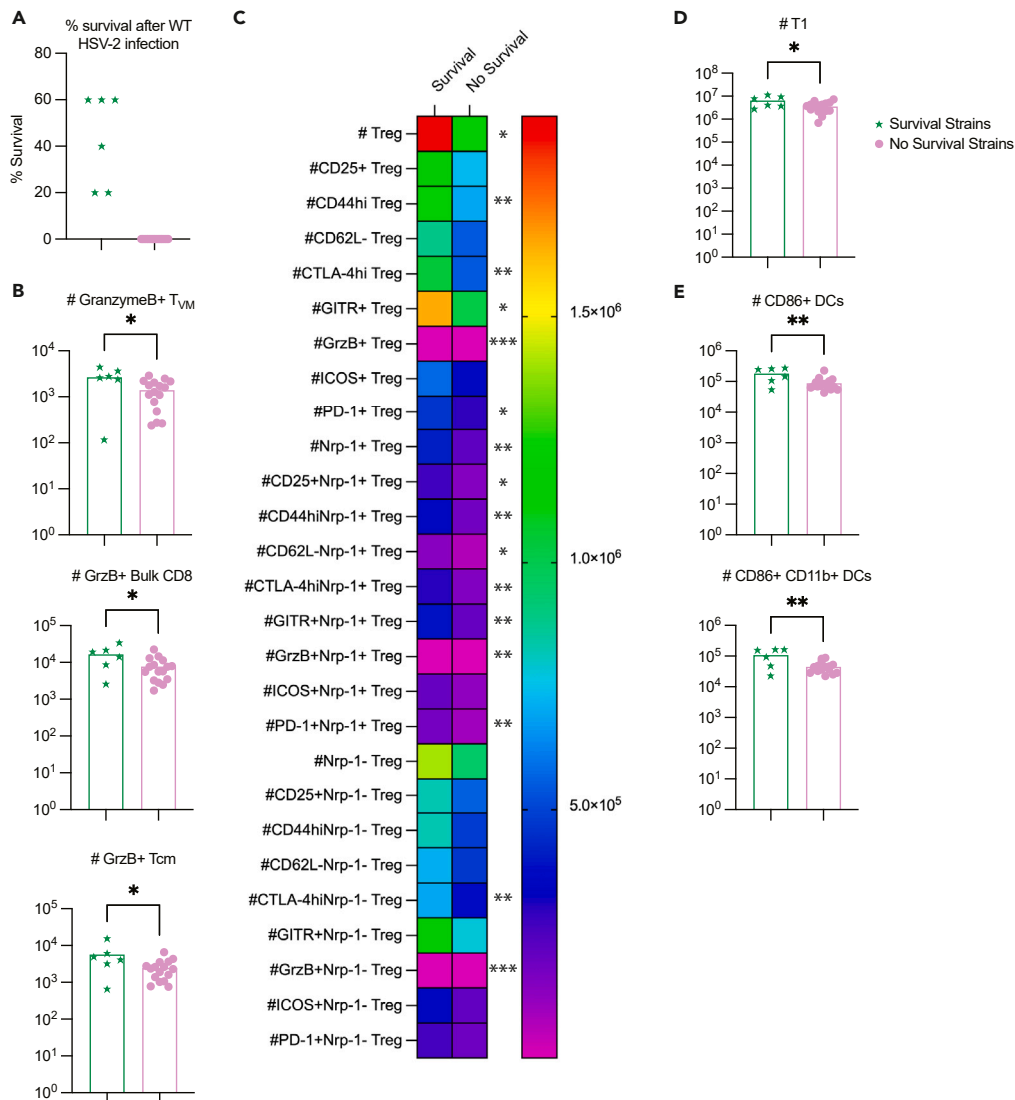 A
% survival after WT
HSV-2 infection
% Survival
80
60
40
20
0
B
# GranzymeB+ TVM
*
10^4
10^3
10^2
10^1
10^0
# GrzB+ Bulk CD8
*
10^5
10^4
10^3
10^2
10^1
10^0
# GrzB+ Tcm
*
10^5
10^4
10^3
10^2
10^1
10^0
C
Survival
No Survival
# Treg *
#CD25+ Treg
#CD44hi Treg **
#CD62L- Treg
#CTLA-4hi Treg **
#GITR+ Treg *
#GrzB+ Treg ***
#ICOS+ Treg
#PD-1+ Treg *
#Nrp-1+ Treg **
#CD25+Nrp-1+ Treg *
#CD44hiNrp-1+ Treg **
#CD62L-Nrp-1+ Treg *
#CTLA-4hiNrp-1+ Treg **
#GITR+Nrp-1+ Treg **
#GrzB+Nrp-1+ Treg **
#ICOS+Nrp-1+ Treg
#PD-1+Nrp-1+ Treg **
#Nrp-1- Treg
#CD25+Nrp-1- Treg
#CD44hiNrp-1- Treg
#CD62L-Nrp-1- Treg
#CTLA-4hiNrp-1- Treg **
#GITR+Nrp-1- Treg
#GrzB+Nrp-1- Treg ***
#ICOS+Nrp-1- Treg
#PD-1+Nrp-1- Treg
1.5×10^6
1.0×10^6
5.0×10^5
D
# T1
*
10^8
10^7
10^6
10^5
10^4
10^3
10^2
10^1
10^0
Survival Strains
No Survival Strains
E
# CD86+ DCs
**
10^6
10^5
10^4
10^3
10^2
10^1
10^0
# CD86+ CD11b+ DCs
**
10^6
10^5
10^4
10^3
10^2
10^1
10^0